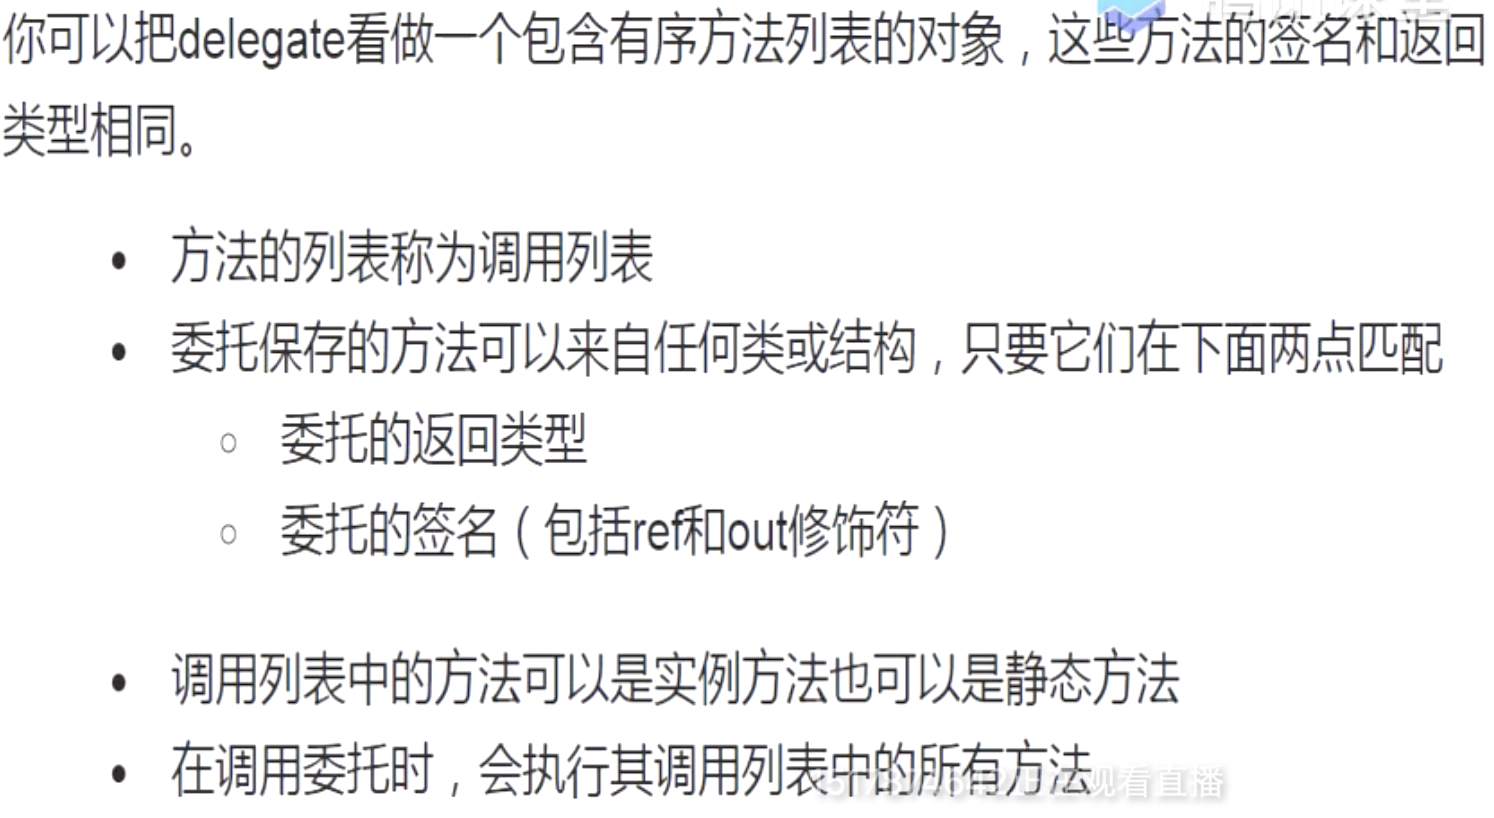 你可以把delegate看做一个包含有序方法列表的对象，这些方法的签名和返回
类型相同。
• 方法的列表称为调用列表
• 委托保存的方法可以来自任何类或结构，只要它们在下面两点匹配
○ 委托的返回类型
○ 委托的签名（包括ref和out修饰符）
• 调用列表中的方法可以是实例方法也可以是静态方法
• 在调用委托时，会执行其调用列表中的所有方法
观看直播